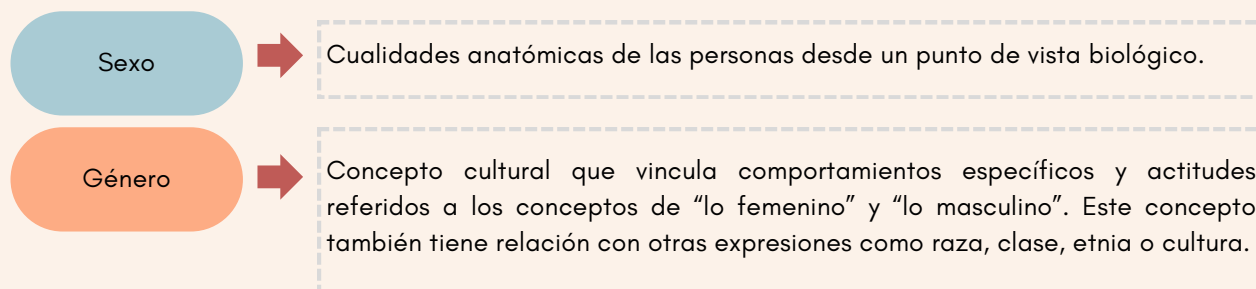 Sexo
Cualidades anatómicas de las personas desde un punto de vista biológico.
Género
Concepto cultural que vincula comportamientos específicos y actitudes
referidos a los conceptos de “lo femenino” y “lo masculino”. Este concepto
también tiene relación con otras expresiones como raza, clase, etnia o cultura.